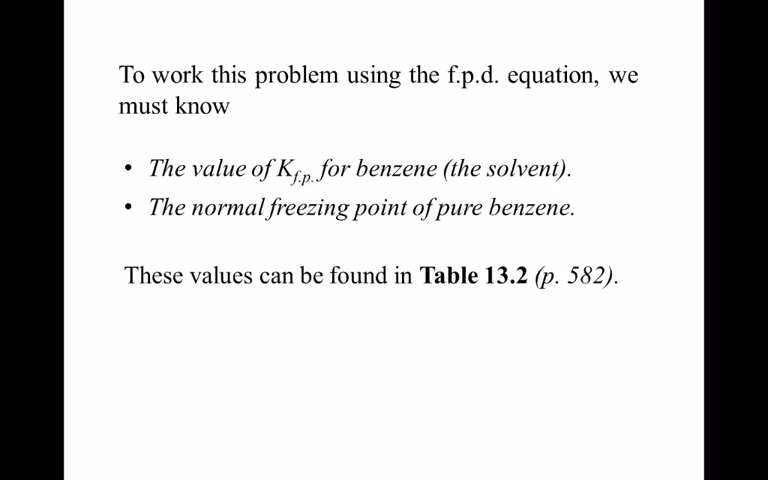 To work this problem using the f.p.d. equation, we
must know
• The value of Kf.p. for benzene (the solvent).
• The normal freezing point of pure benzene.
These values can be found in Table 13.2 (p. 582).